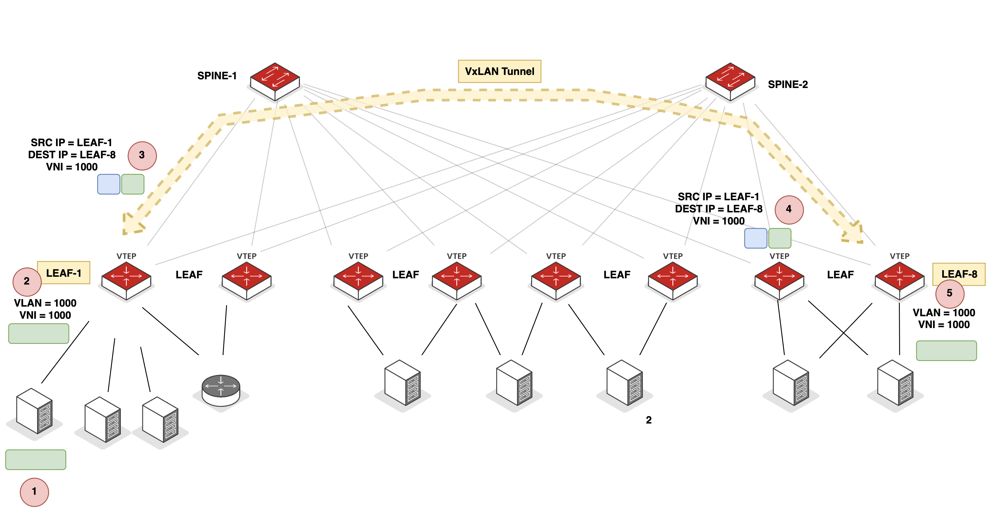 VxLAN Tunnel
SPINE-1
SPINE-2
SRC IP = LEAF-1
DEST IP = LEAF-8
VNI = 1000
3
SRC IP = LEAF-1
DEST IP = LEAF-8
VNI = 1000
4
VTEP
VTEP
VTEP
VTEP
VTEP
VTEP
VTEP
VTEP
2
LEAF-1
LEAF
LEAF
LEAF
LEAF
LEAF-8
5
VLAN = 1000
VNI = 1000
VLAN = 1000
VNI = 1000
2
1